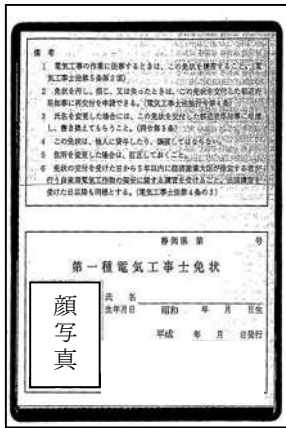 備 考
1 電気工事の作業に従事するときは、この免状を携帯すること。(電
気工事士法第5条第2項)
2 免状を汚し、損じ、又は失ったときは、この免状を交付した都道府
県知事に再交付を申請できる。(電気工事士法施行令第4条)
3 氏名を変更した場合には、この免状を交付した都道府県知事に提出
し、書き換えてもらうこと。(同令第5条)
4 この免状は、他人に貸与したり、譲渡してはならない。
5 住所を変更した場合は、訂正しておくこと。
6 免状の交付を受けた日から5年以内に経済産業大臣が指定する者が
行う自家用電気工作物の保安に関する講習を受けること。
受けた日以降も同様とする。(電気工事士法第4条の3)
静岡県 第 号
第一種電気工事士免状
氏 名
生年月日 昭和 年 月 日生
平成 年 月 日発行
顔写真